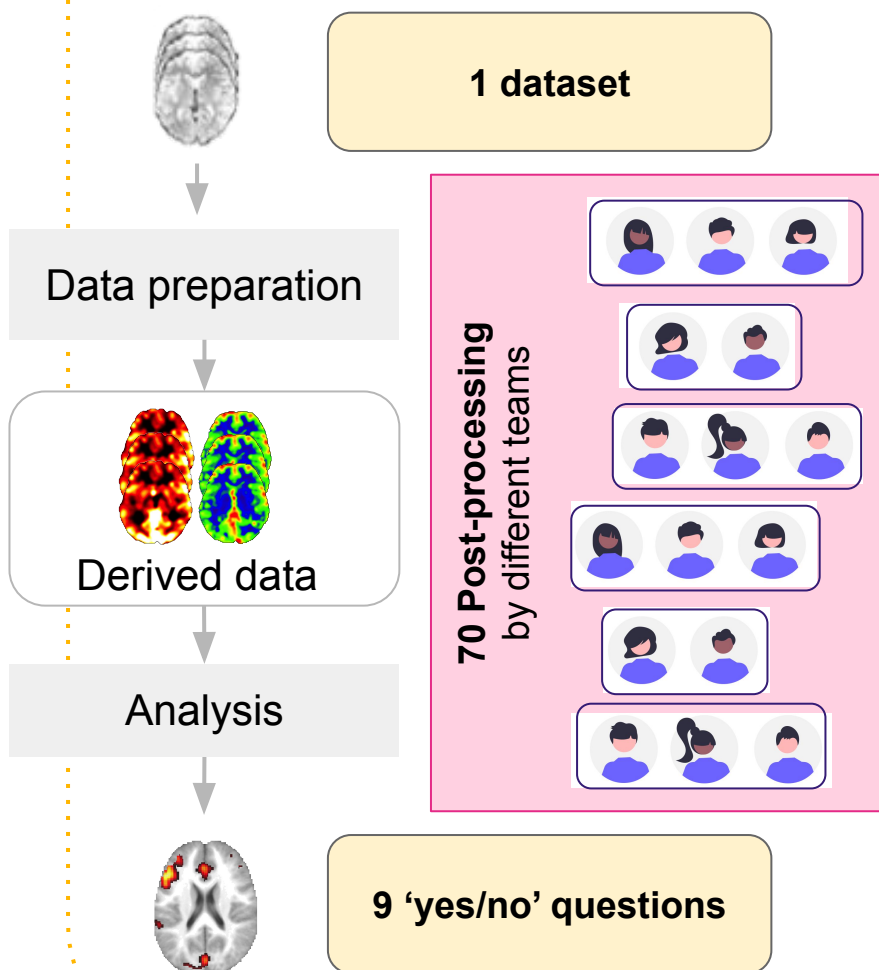 1 dataset
Data preparation
Derived data
Analysis
70 Post-processing
by different teams
9 ‘yes/no’ questions